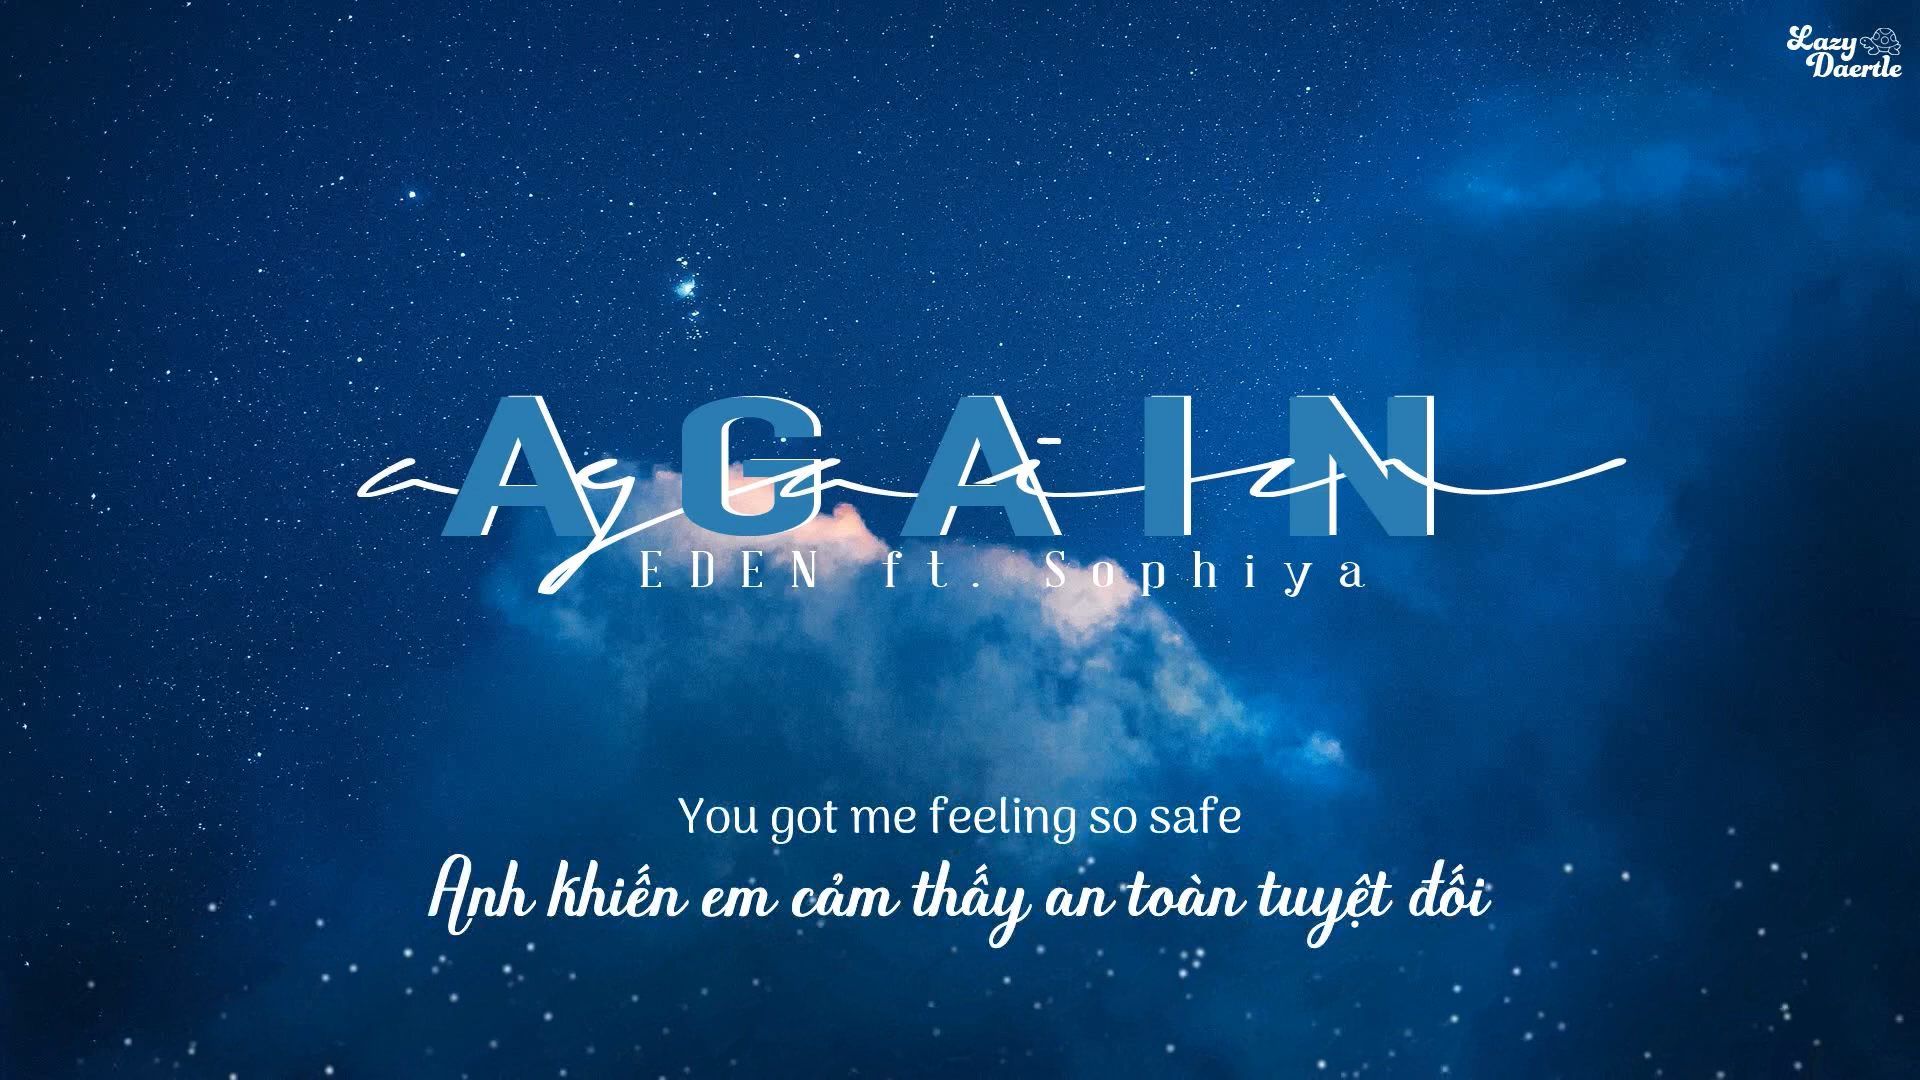 Lazy
Daertle
AGAIN
again
EDEN ft. Sophiya
You got me feeling so safe
Anh khiến em cảm thấy an toàn tuyệt đối